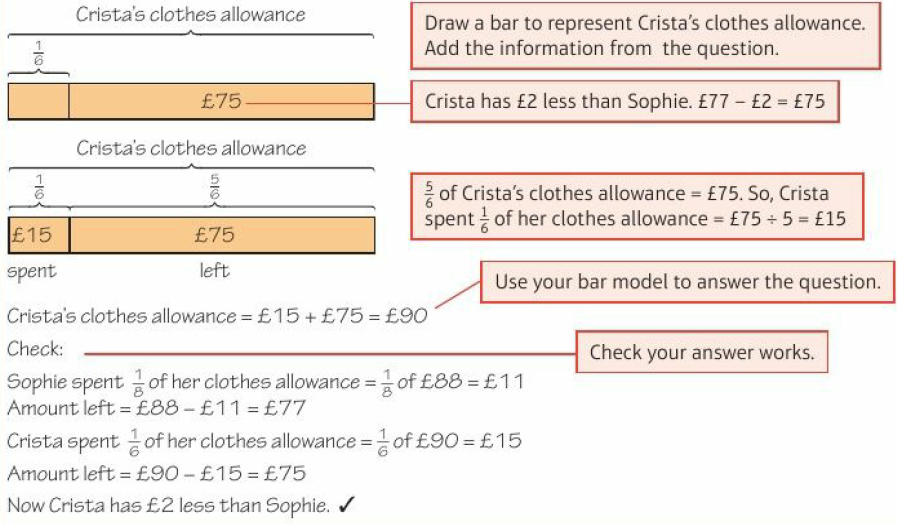 Crista's clothes allowance
1/6
£75
Draw a bar to represent Crista's clothes allowance.
Add the information from the question.
Crista has £2 less than Sophie. £77 – £2 = £75
Crista's clothes allowance
1/6
5/6
£15
£75
spent
left
5/6 of Crista's clothes allowance = £75. So, Crista
spent 1/6 of her clothes allowance = £75 ÷ 5 = £15
Use your bar model to answer the question.
Crista's clothes allowance = £15 + £75 = £90
Check:
Check your answer works.
Sophie spent 1/8 of her clothes allowance = 1/8 of £88 = £11
Amount left = £88 – £11 = £77
Crista spent 1/6 of her clothes allowance = 1/6 of £90 = £15
Amount left = £90 – £15 = £75
Now Crista has £2 less than Sophie. ✓